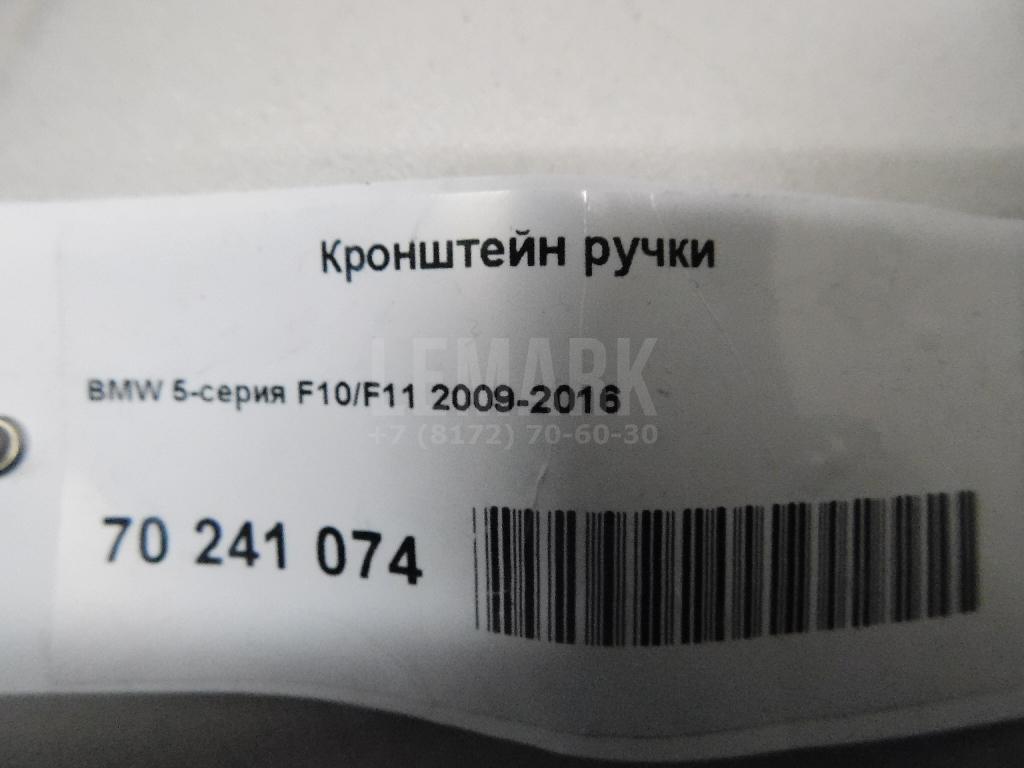 Кронштейн ручки
LEMARK
BMW 5-серия F10/F11 2009-2016
+7 (8172) 70-60-30
70 241 074